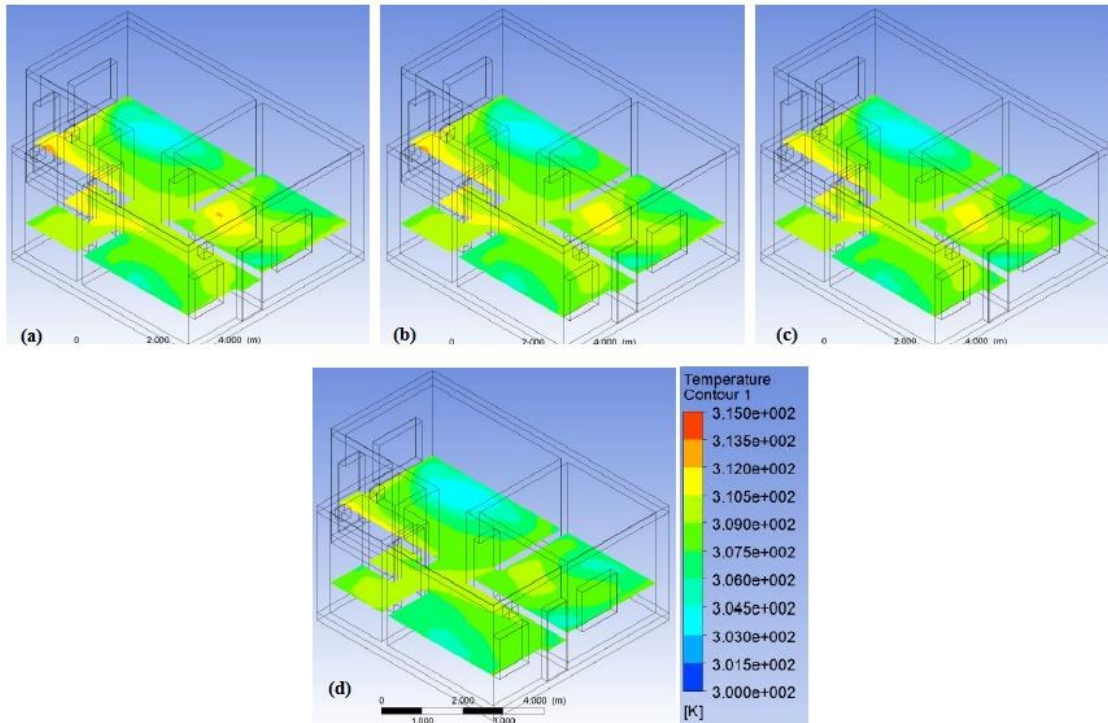 (a)
0 2.000 4.000 (m)
(b)
0 2.000 4.000 (m)
(c)
0 2.000 4.000 (m)
(d)
0 2.000 4.000 (m)
1.000 3.000
Temperature
Contour 1
3.150e+002
3.135e+002
3.120e+002
3.105e+002
3.090e+002
3.075e+002
3.060e+002
3.045e+002
3.030e+002
3.015e+002
3.000e+002
[K]